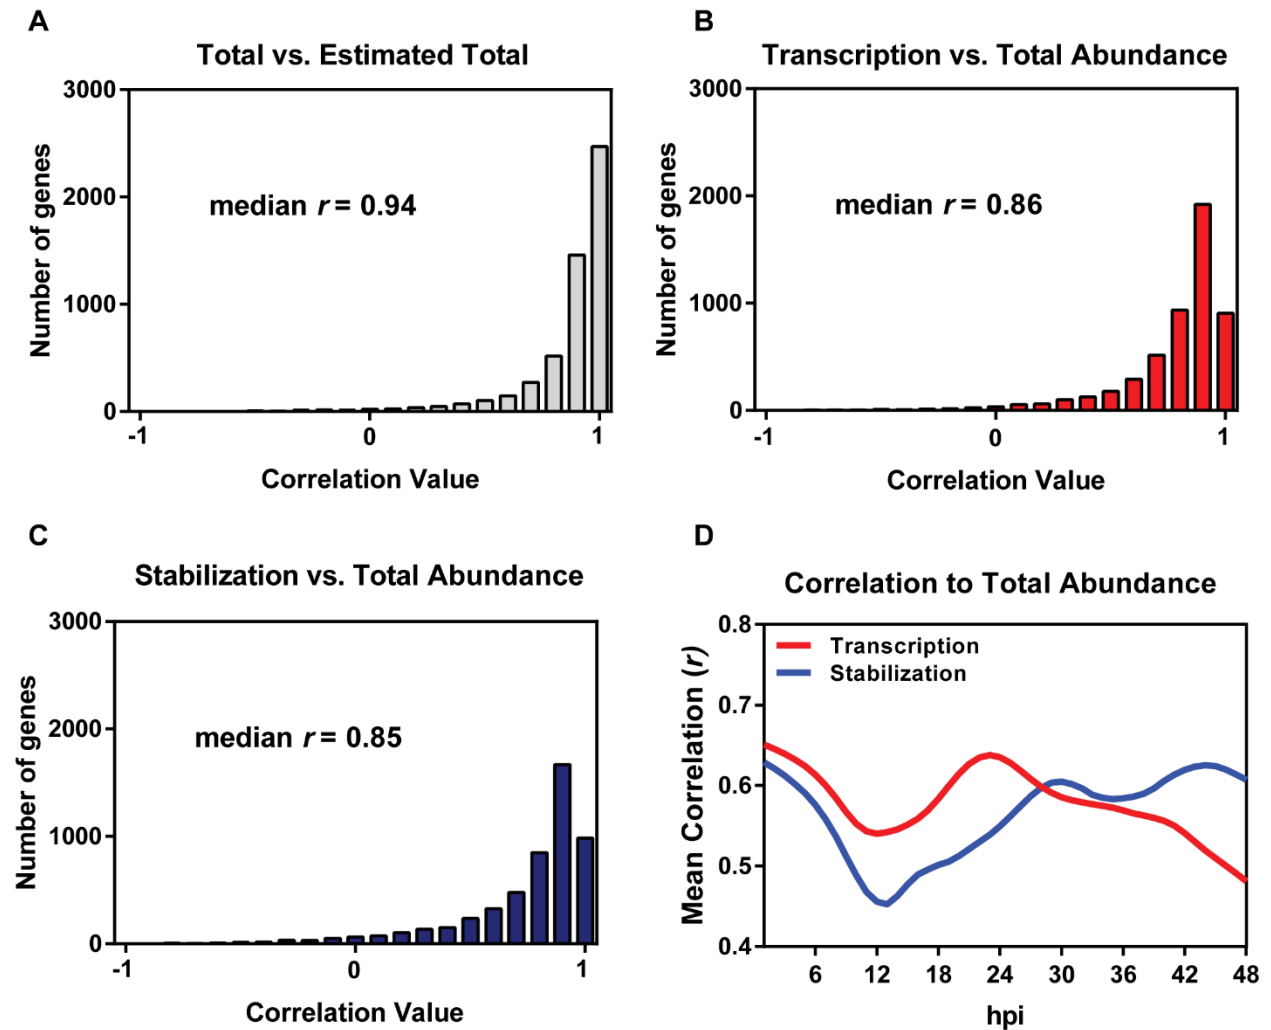 A
Total vs. Estimated Total
3000
2000
1000
0
Number of genes
median r = 0.94
-1
0
1
Correlation Value
B
Transcription vs. Total Abundance
3000
2000
1000
0
Number of genes
median r = 0.86
-1
0
1
Correlation Value
C
Stabilization vs. Total Abundance
3000
2000
1000
0
Number of genes
median r = 0.85
-1
0
1
Correlation Value
D
Correlation to Total Abundance
0.8
0.7
0.6
0.5
0.4
Mean Correlation (r)
Transcription
Stabilization
6 12 18 24 30 36 42 48
hpi